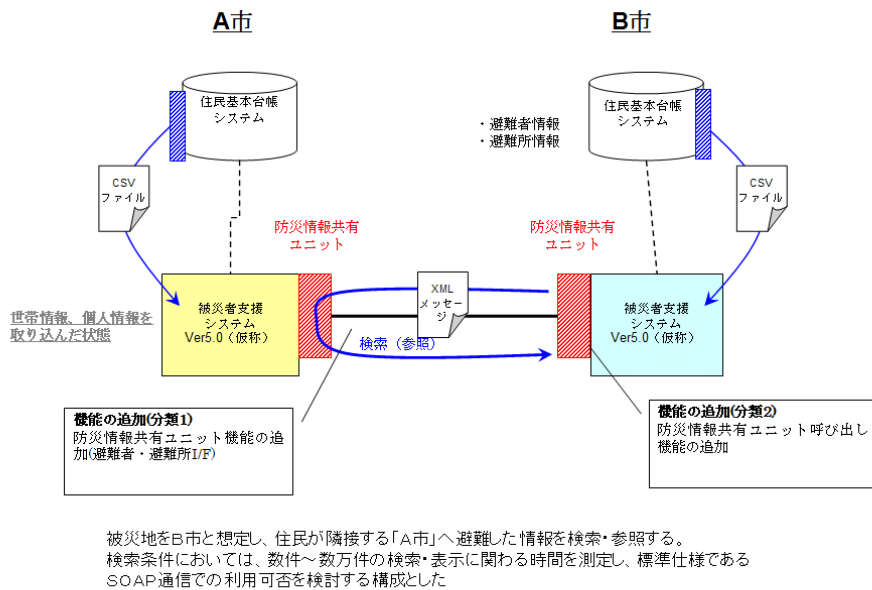 A市
B市
住民基本台帳
システム
・避難者情報
・避難所情報
住民基本台帳
システム
CSV
ファイル
CSV
ファイル
防災情報共有
ユニット
防災情報共有
ユニット
XML
メッセー
ジ
被災者支援
システム
Ver5.0（仮称）
被災者支援
システム
Ver5.0（仮称）
世帯情報、個人情報を
取り込んだ状態
検索（参照）
機能の追加(分類1)
防災情報共有ユニット機能の追
加(避難者・避難所I/F)
機能の追加(分類2)
防災情報共有ユニット呼び出し
機能の追加
被災地をB市と想定し、住民が隣接する「A市」へ避難した情報を検索・参照する。
検索条件においては、数件～数万件の検索・表示に関わる時間を測定し、標準仕様である
SOAP通信での利用可否を検討する構成とした